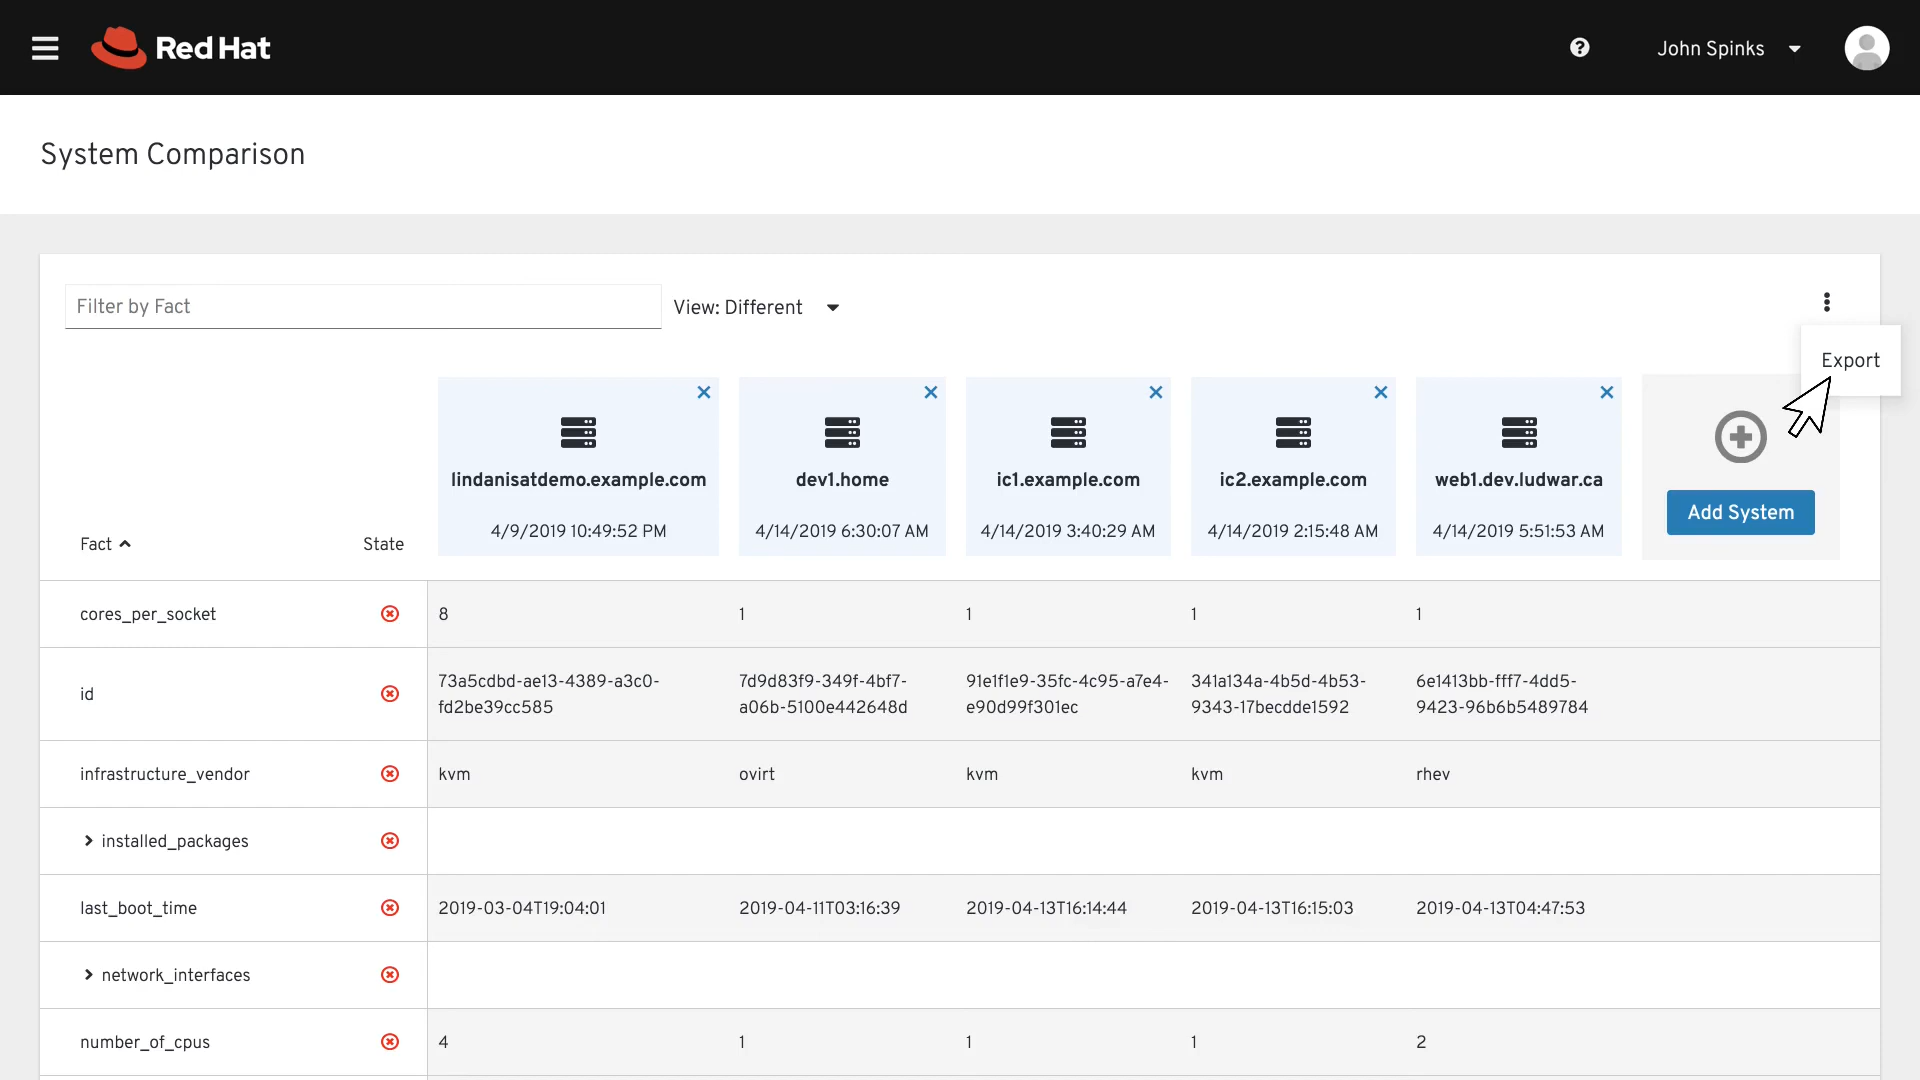 Red Hat
John Spinks
System Comparison
Filter by Fact
View: Different
Export
lindanisatdemo.example.com
dev1.home
ic1.example.com
ic2.example.com
web1.dev.ludwar.ca
Add System
4/9/2019 10:49:52 PM
4/14/2019 6:30:07 AM
4/14/2019 3:40:29 AM
4/14/2019 2:15:48 AM
4/14/2019 5:51:53 AM
Fact State
cores_per_socket 8 1 1 1 1
id 73a5cdbd-ae13-4389-a3c0- 7d9d83f9-349f-4bf7- 91e1f1e9-35fc-4c95-a7e4- 341a134a-4b5d-4b53- 6e1413bb-fff7-4dd5-
fd2be39cc585 a06b-5100e442648d e90d99f301ec 9343-17becdde1592 9423-96b6b5489784
infrastructure_vendor kvm ovirt kvm kvm rhev
installed_packages
last_boot_time 2019-03-04T19:04:01 2019-04-11T03:16:39 2019-04-13T16:14:44 2019-04-13T16:15:03 2019-04-13T04:47:53
network_interfaces
number_of_cpus 4 1 1 1 2